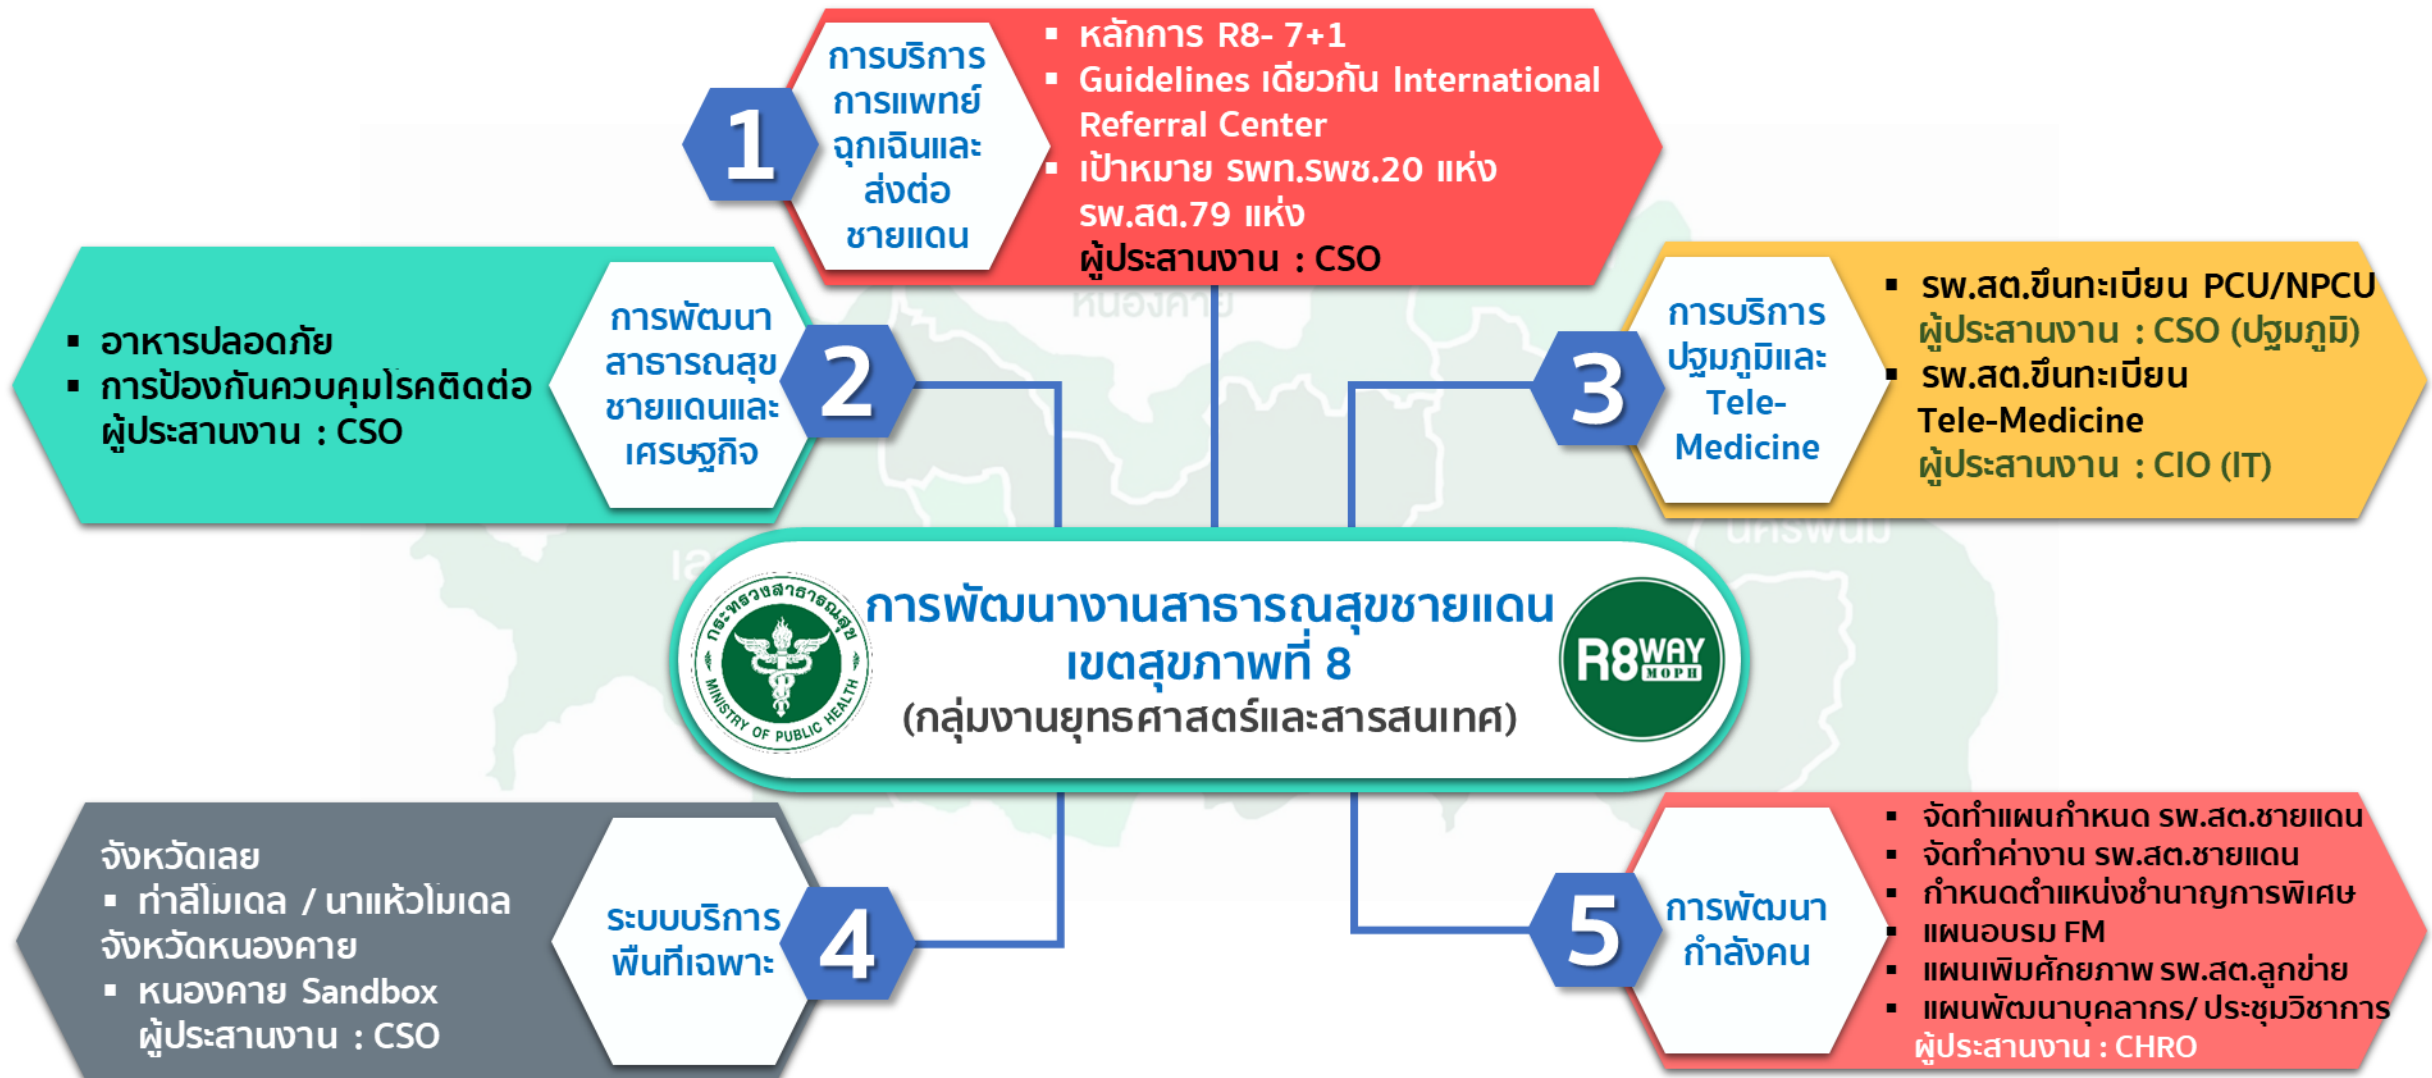 1
การบริการ
การแพทย์
ฉุกเฉินและ
ส่งต่อ
ชายแดน
▪ หลักการ R8- 7+1
▪ Guidelines เดียวกัน International
Referral Center
▪ เป้าหมาย รพท.รพช.20 แห่ง
รพ.สต.79 แห่ง
ผู้ประสานงาน : CSO
▪ อาหารปลอดภัย
▪ การป้องกันควบคุมโรคติดต่อ
ผู้ประสานงาน : CSO
การพัฒนา
สาธารณสุข
ชายแดนและ
เศรษฐกิจ
2
3
การบริการ
ปฐมภูมิและ
Tele-
Medicine
▪ รพ.สต.ขึ้นทะเบียน PCU/NPCU
ผู้ประสานงาน : CSO (ปฐมภูมิ)
▪ รพ.สต.ขึ้นทะเบียน
Tele-Medicine
ผู้ประสานงาน : CIO (IT)
หนองคาย
นครพนม
กระทรวงสาธารณสุข
MINISTRY OF PUBLIC HEALTH
การพัฒนางานสาธารณสุขชายแดน
เขตสุขภาพที่ 8
(กลุ่มงานยุทธศาสตร์และสารสนเทศ)
R8WAY
MOPH
จังหวัดเลย
▪ ท่าลี่โมเดล / นาแห้วโมเดล
จังหวัดหนองคาย
▪ หนองคาย Sandbox
ผู้ประสานงาน : CSO
ระบบบริการ
พื้นที่เฉพาะ
4
5
การพัฒนา
กำลังคน
▪ จัดทำแผนกำหนด รพ.สต.ชายแดน
▪ จัดทำค่างาน รพ.สต.ชายแดน
▪ กำหนดตำแหน่งชำนาญการพิเศษ
▪ แผนอบรม FM
▪ แผนเพิ่มศักยภาพ รพ.สต.ลูกข่าย
▪ แผนพัฒนาบุคลากร/ ประชุมวิชาการ
ผู้ประสานงาน : CHRO